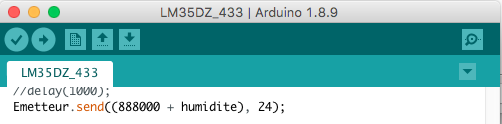 LM35DZ_433 | Arduino 1.8.9
LM35DZ_433
//delay(1000);
Emetteur.send((888000 + humidite), 24);